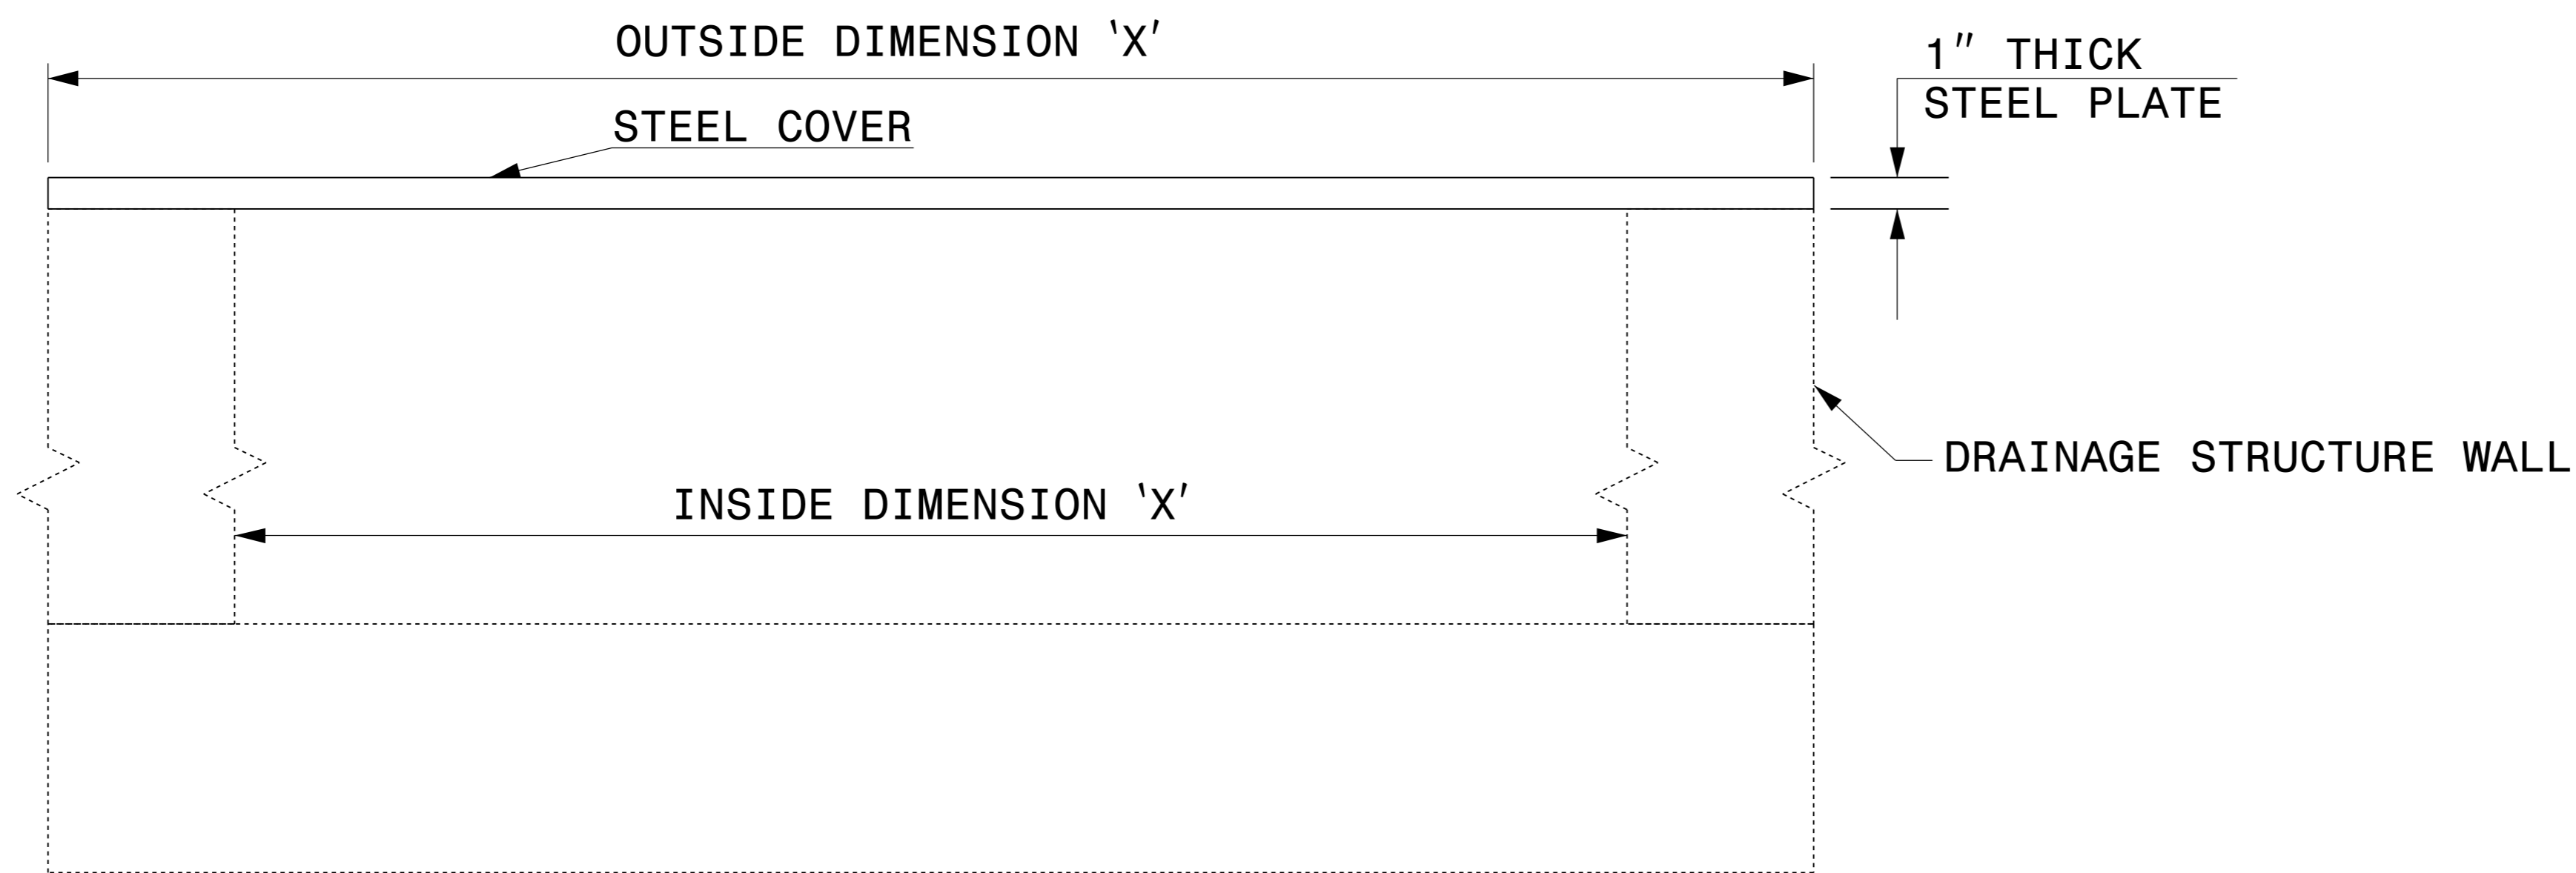 OUTSIDE DIMENSION 'X'
1" THICK
STEEL PLATE
STEEL COVER
DRAINAGE STRUCTURE WALL
INSIDE DIMENSION 'X'